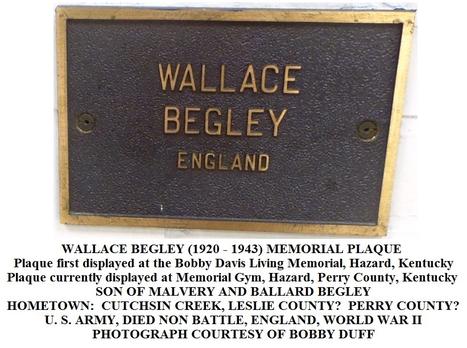 WALLACE
BEGLEY
ENGLAND
WALLACE BEGLEY (1920 - 1943) MEMORIAL PLAQUE
Plaque first displayed at the Bobby Davis Living Memorial, Hazard, Kentucky
Plaque currently displayed at Memorial Gym, Hazard, Perry County, Kentucky
SON OF MALVERY AND BALLARD BEGLEY
HOMETOWN: CUTCHSIN CREEK, LESLIE COUNTY? PERRY COUNTY?
U. S. ARMY, DIED NON BATTLE, ENGLAND, WORLD WAR II
PHOTOGRAPH COURTESY OF BOBBY DUFF